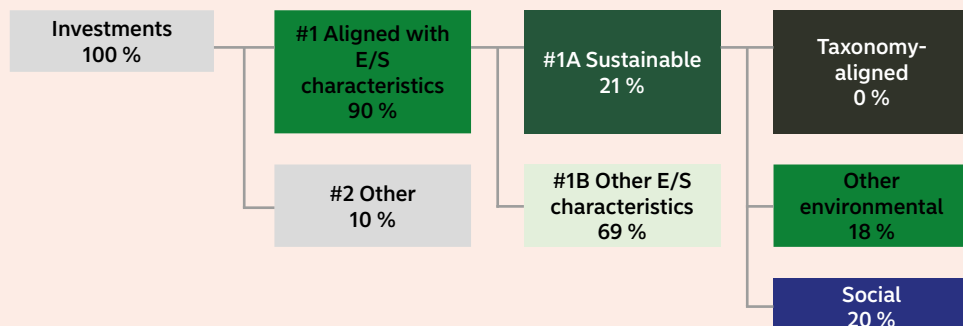 Investments
100 %
#1 Aligned with
E/S
characteristics
90 %
#1A Sustainable
21 %
Taxonomy-
aligned
0 %
#2 Other
10 %
#1B Other E/S
characteristics
69 %
Other
environmental
18 %
Social
20 %